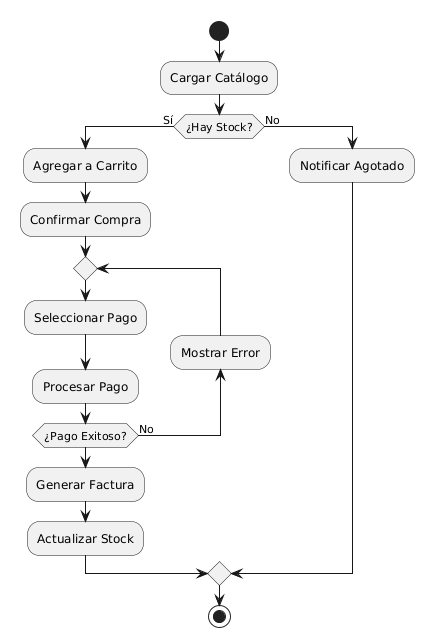 Cargar Catálogo
Sí
¿Hay Stock?
No
Agregar a Carrito
Notificar Agotado
Confirmar Compra
Seleccionar Pago
Mostrar Error
Procesar Pago
¿Pago Exitoso?
No
Generar Factura
Actualizar Stock